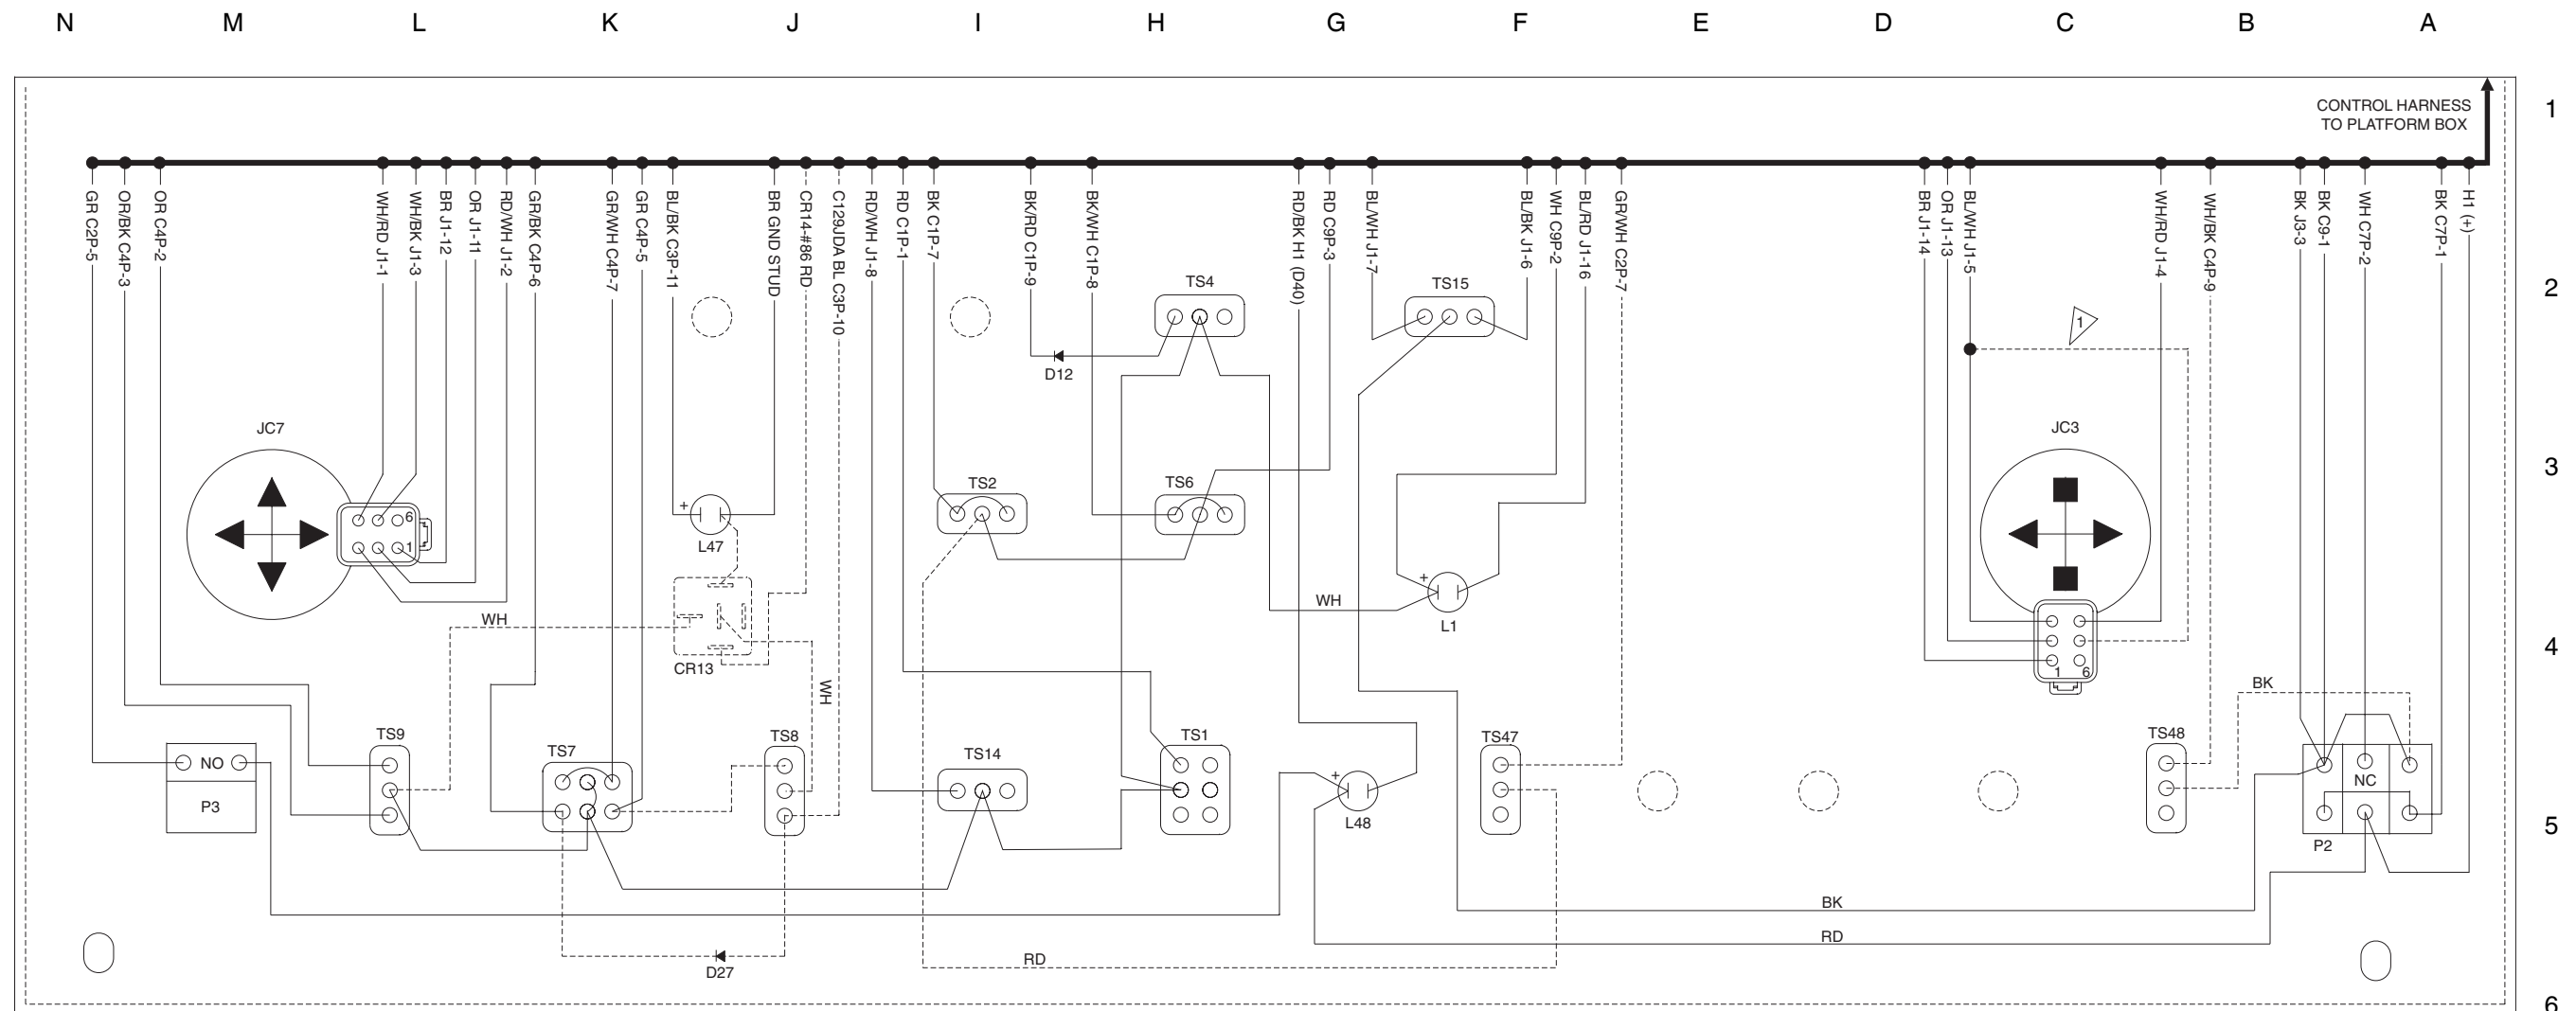 N M L K J I H G F E D C B A
CONTROL HARNESS
TO PLATFORM BOX
1
GR C2P-5
OR/BK C4P-3
OR C4P-2
WH/RD J1-1
WH/BK J1-3
BR J1-12
OR J1-11
RD/WH J1-2
GR/BK C4P-6
GR/WH C4P-7
GR C4P-5
BL/BK C3P-11
BR GND STUD
CR14-#86 RD
C129JDA BL C3P-10
RD/WH J1-8
RD C1P-1
BK C1P-7
BK/RD C1P-9
BK/WH C1P-8
RD/BK H1 (D40)
RD C9P-3
BL/WH J1-7
BL/BK J1-6
WH C9P-2
BL/RD J1-16
GR/WH C2P-7
BR J1-14
OR J1-13
BL/WH J1-5
WH/RD J1-4
WH/BK C4P-9
BK J3-3
BK C9-1
WH C7P-2
BK C7P-1
H1 (+)
TS4
TS15
2
1
D12
JC7
JC3
3
TS2
TS6
+
L47
6
1
+
WH
WH
L1
CR13
4
1 6
WH
BK
TS9
TS7
TS8
TS14
TS1
TS47
TS48
NO
P3
+
L48
NC
P2
5
BK
RD
RD
D27
6